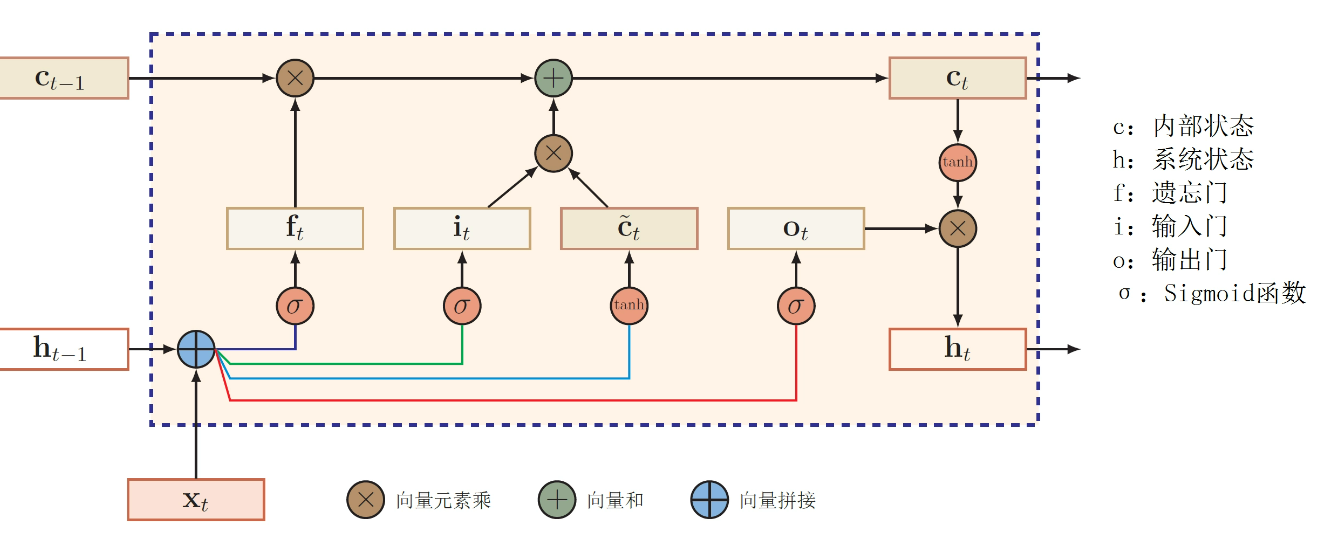 c_{t−1}
×
+
c_t
c: 内部状态
h: 系统状态
f: 遗忘门
i: 输入门
o: 输出门
σ: Sigmoid函数
×
tanh
f_t
i_t
c̃_t
o_t
×
σ
σ
tanh
σ
h_{t−1}
h_t
x_t
× 向量元素乘
+ 向量和
向量拼接